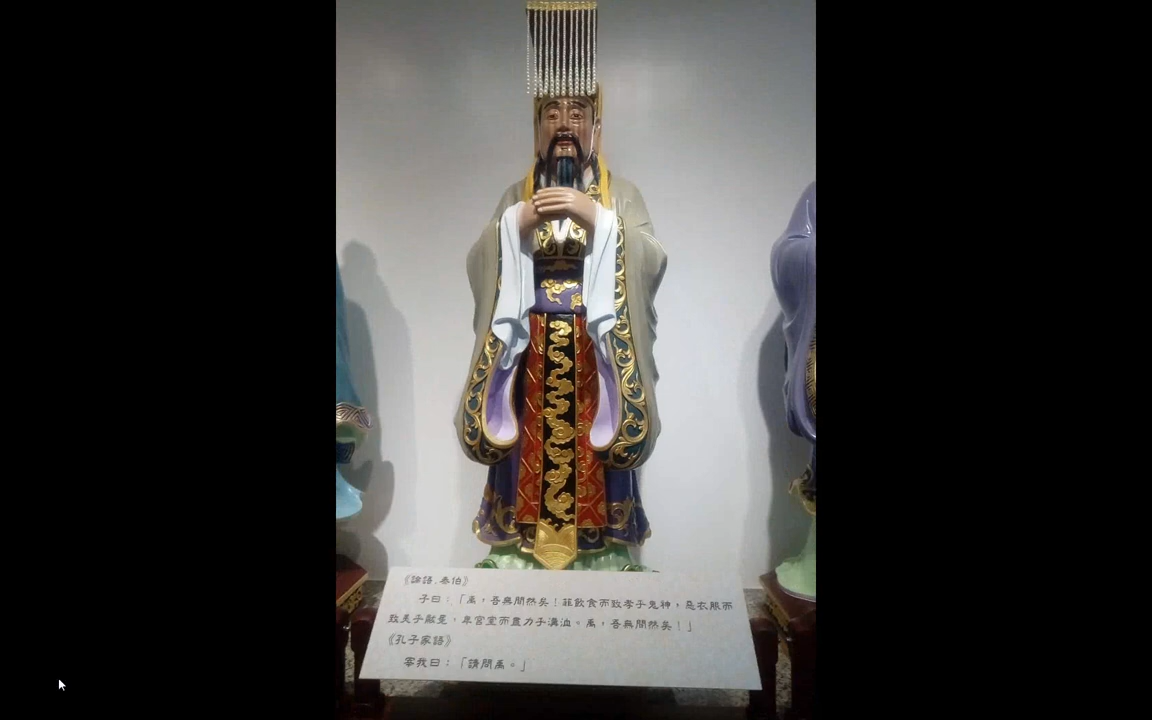 《論語.泰伯》
子曰：「禹，吾無間然矣！菲飲食而致孝乎鬼神，惡衣服而
致美乎黻冕，卑宮室而盡力乎溝洫。禹，吾無間然矣！」
《孔子家語》
宰我曰：「請問禹。」